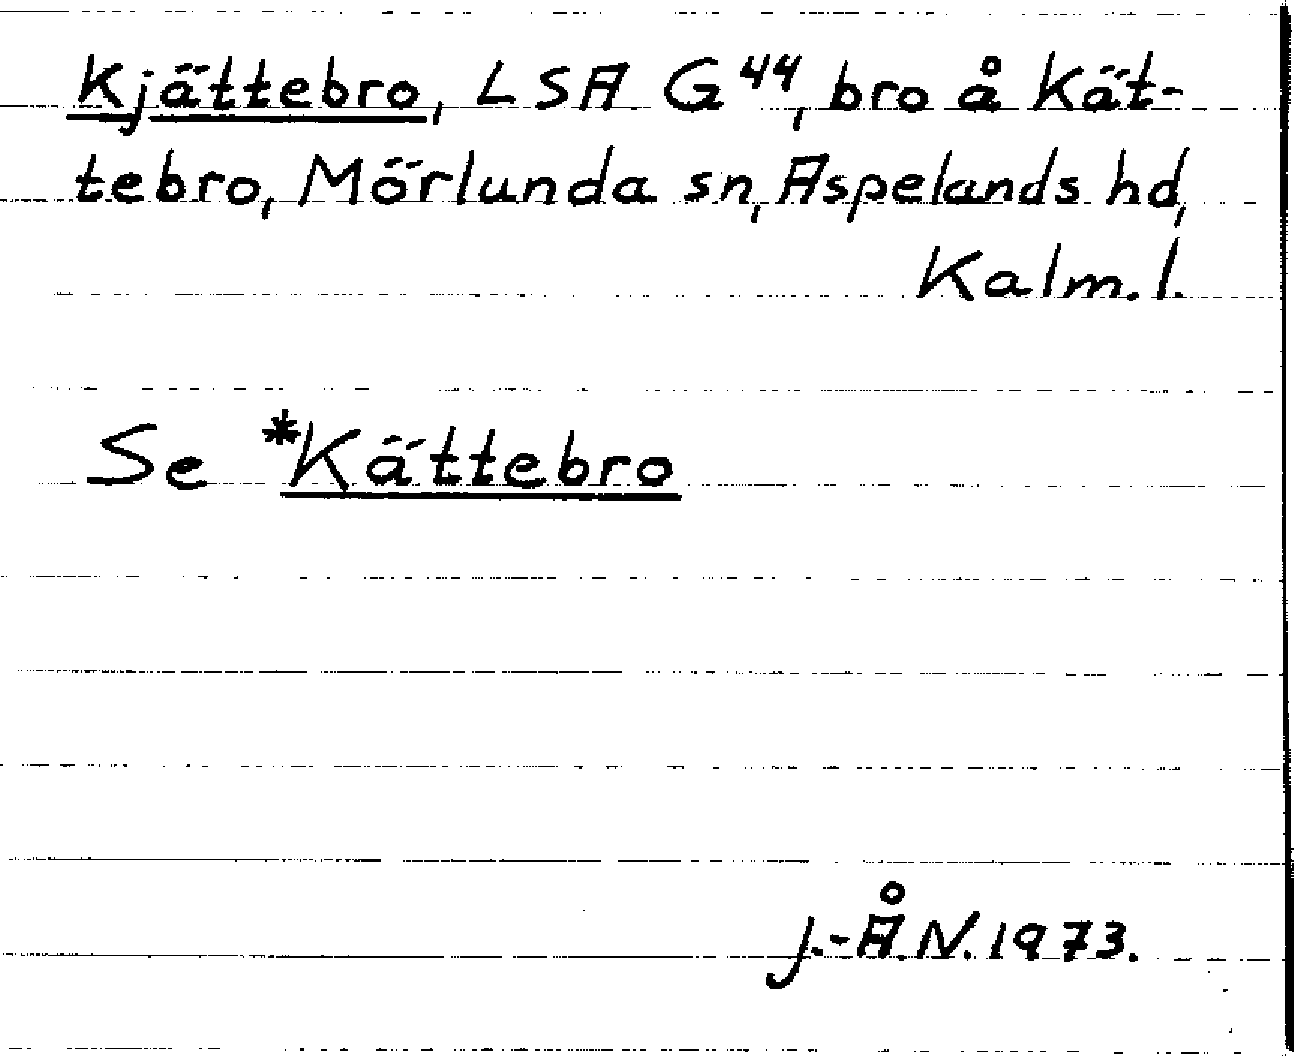 Kjättebro, LSA G44, bro å Kät-
tebro, Mörlunda sn, Aspelands hd,
Kalm. l.
Se *Kättebro
J.-Å.N. 1973.